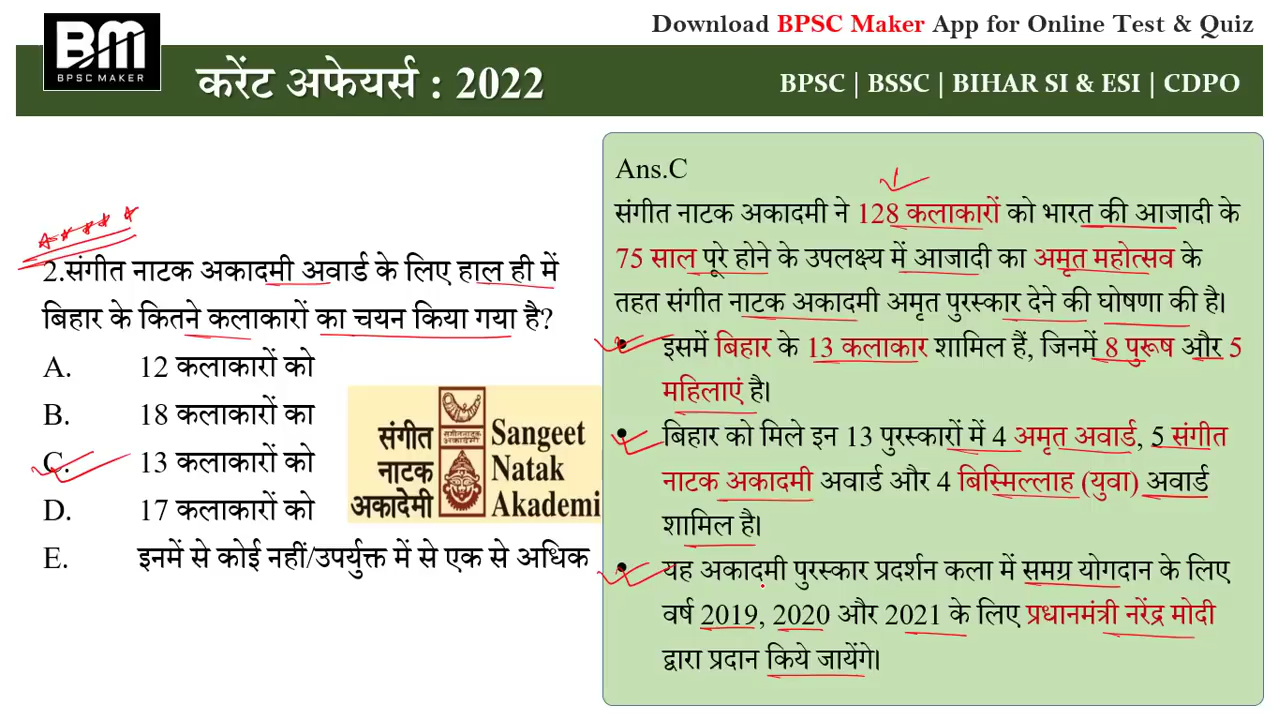 Download BPSC Maker App for Online Test & Quiz
BM
BPSC MAKER
करेंट अफेयर्स : 2022
BPSC | BSSC | BIHAR SI & ESI | CDPO
2.संगीत नाटक अकादमी अवार्ड के लिए हाल ही में
बिहार के कितने कलाकारों का चयन किया गया है?
A. 12 कलाकारों को
B. 18 कलाकारों का
C. 13 कलाकारों को
D. 17 कलाकारों को
E. इनमें से कोई नहीं/उपर्युक्त में से एक से अधिक
संगीत
नाटक
अकादेमी
संगीत नाटक
अकादेमी
Sangeet
Natak
Akademi
Ans.C
संगीत नाटक अकादमी ने 128 कलाकारों को भारत की आजादी के
75 साल पूरे होने के उपलक्ष्य में आजादी का अमृत महोत्सव के
तहत संगीत नाटक अकादमी अमृत पुरस्कार देने की घोषणा की है।
• इसमें बिहार के 13 कलाकार शामिल हैं, जिनमें 8 पुरूष और 5
महिलाएं है।
• बिहार को मिले इन 13 पुरस्कारों में 4 अमृत अवार्ड, 5 संगीत
नाटक अकादमी अवार्ड और 4 बिस्मिल्लाह (युवा) अवार्ड
शामिल है।
• यह अकादमी पुरस्कार प्रदर्शन कला में समग्र योगदान के लिए
वर्ष 2019, 2020 और 2021 के लिए प्रधानमंत्री नरेंद्र मोदी
द्वारा प्रदान किये जायेंगे।